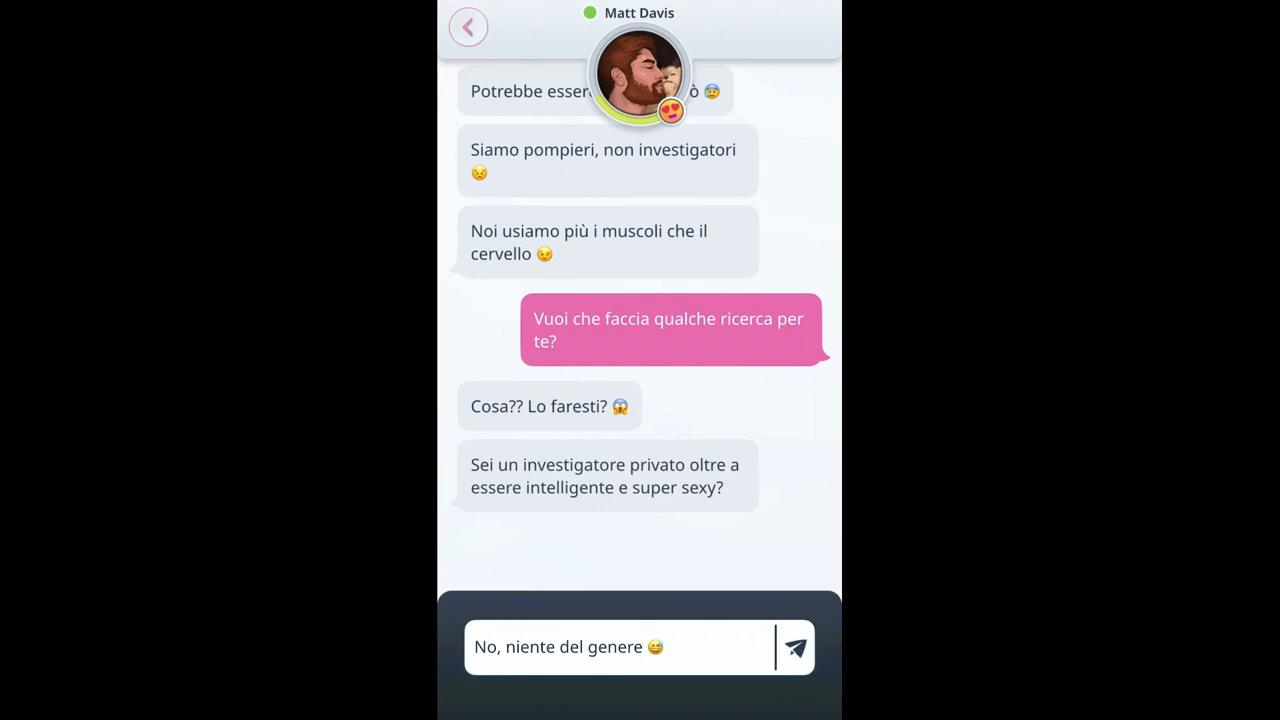 Matt Davis
Potrebbe esser ò 😰
Siamo pompieri, non investigatori
😣
Noi usiamo più i muscoli che il
cervello 😉
Vuoi che faccia qualche ricerca per
te?
Cosa?? Lo faresti? 😱
Sei un investigatore privato oltre a
essere intelligente e super sexy?
No, niente del genere 😅